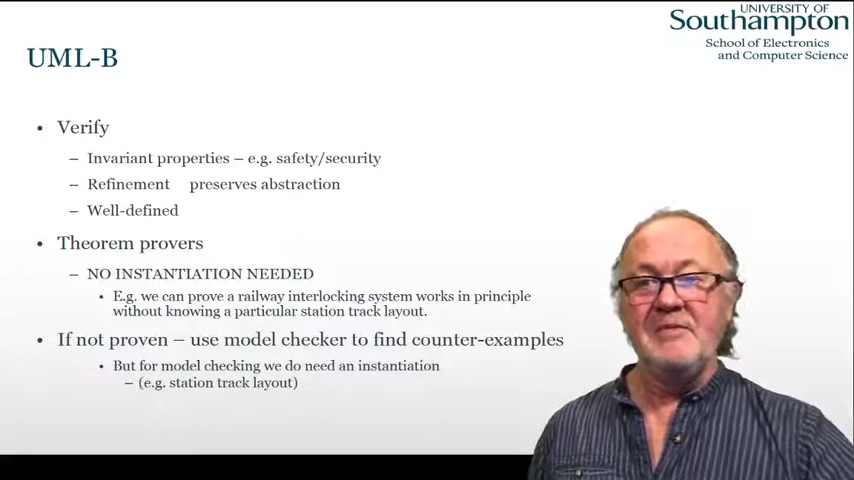 UNIVERSITY OF
Southampton
School of Electronics
and Computer Science
UML-B
• Verify
– Invariant properties – e.g. safety/security
– Refinement preserves abstraction
– Well-defined
• Theorem provers
– NO INSTANTIATION NEEDED
• E.g. we can prove a railway interlocking system works in principle
without knowing a particular station track layout.
• If not proven – use model checker to find counter-examples
• But for model checking we do need an instantiation
– (e.g. station track layout)